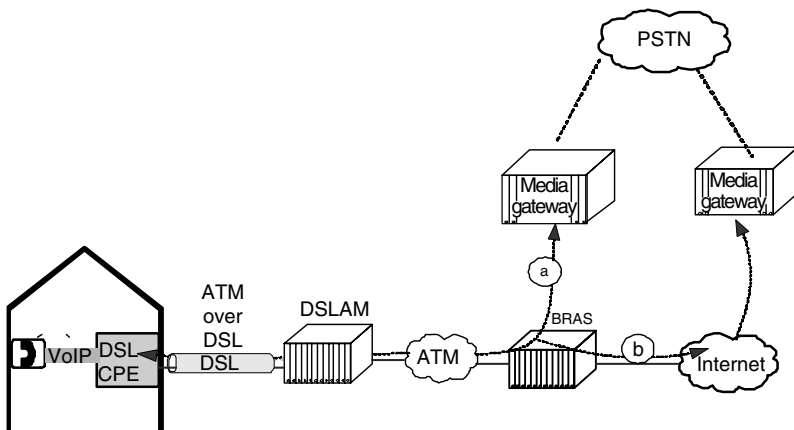 PSTN
Media
gateway
Media
gateway
a
ATM
over
DSL
DSLAM
BRAS
VoIP
DSL
CPE
DSL
ATM
b
Internet